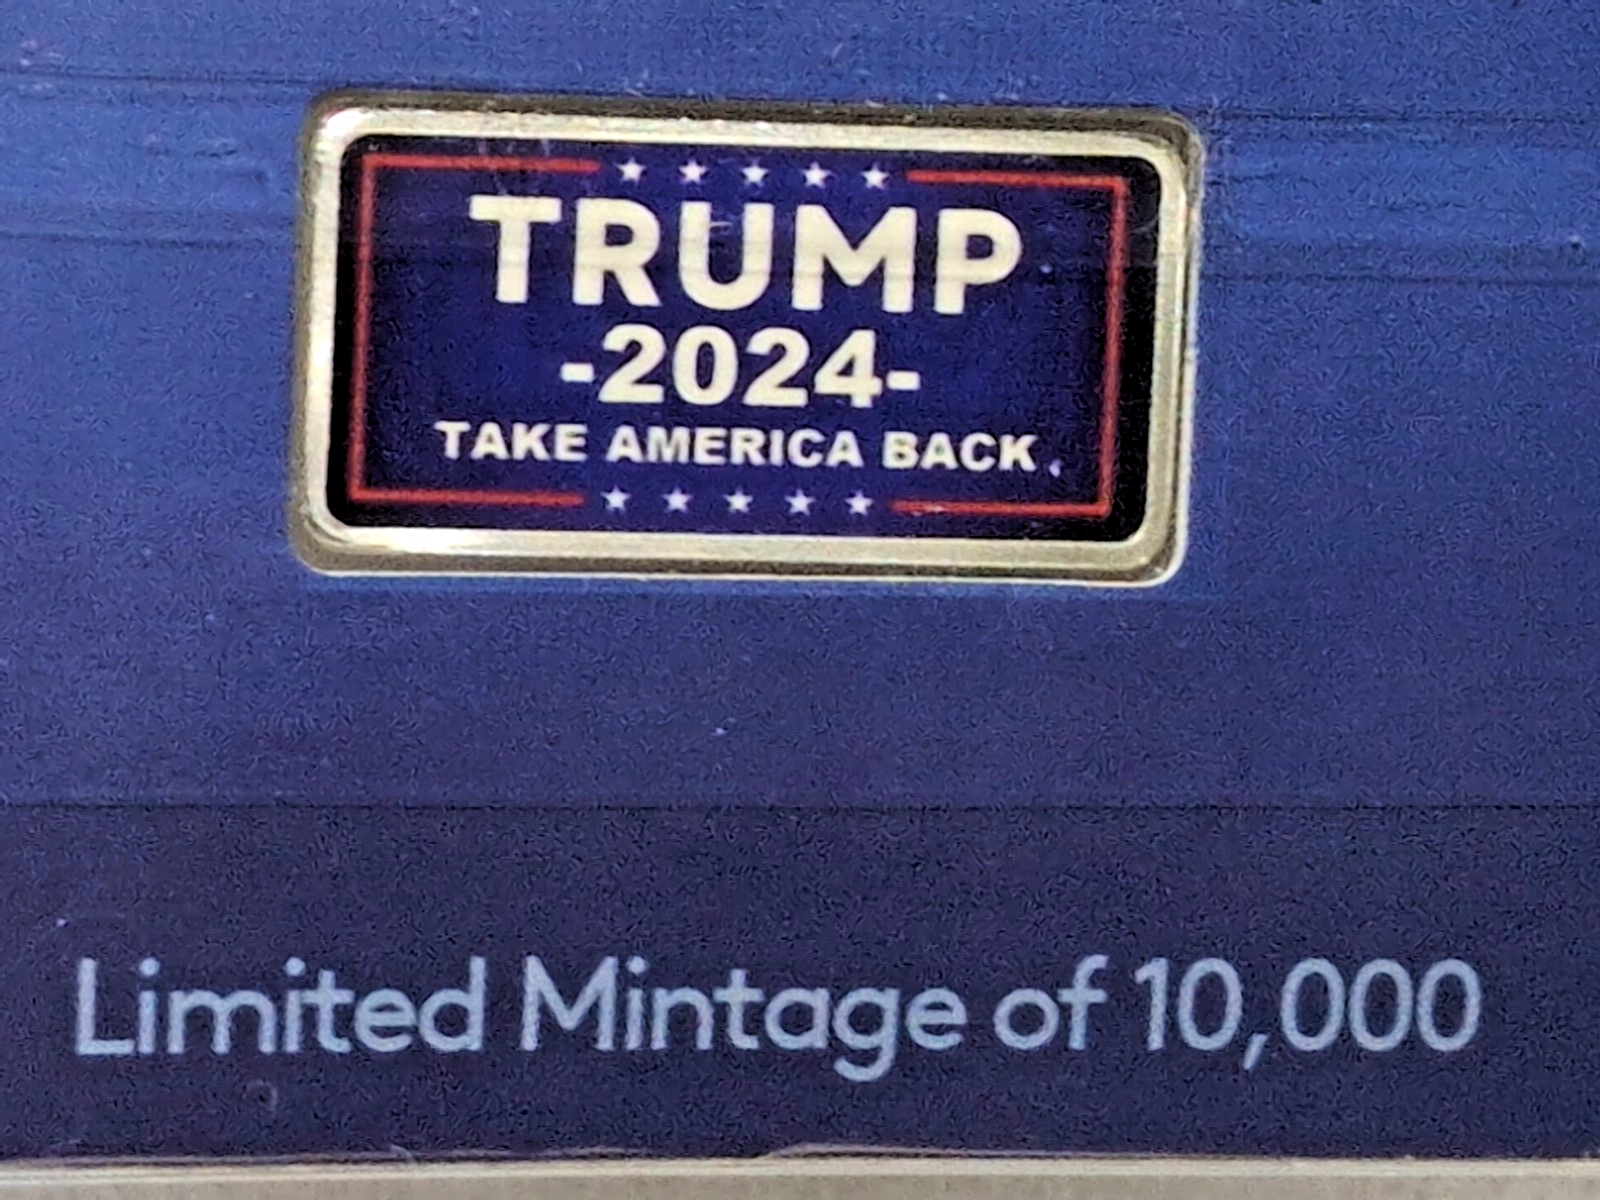 TRUMP
-2024-
TAKE AMERICA BACK
Limited Mintage of 10,000